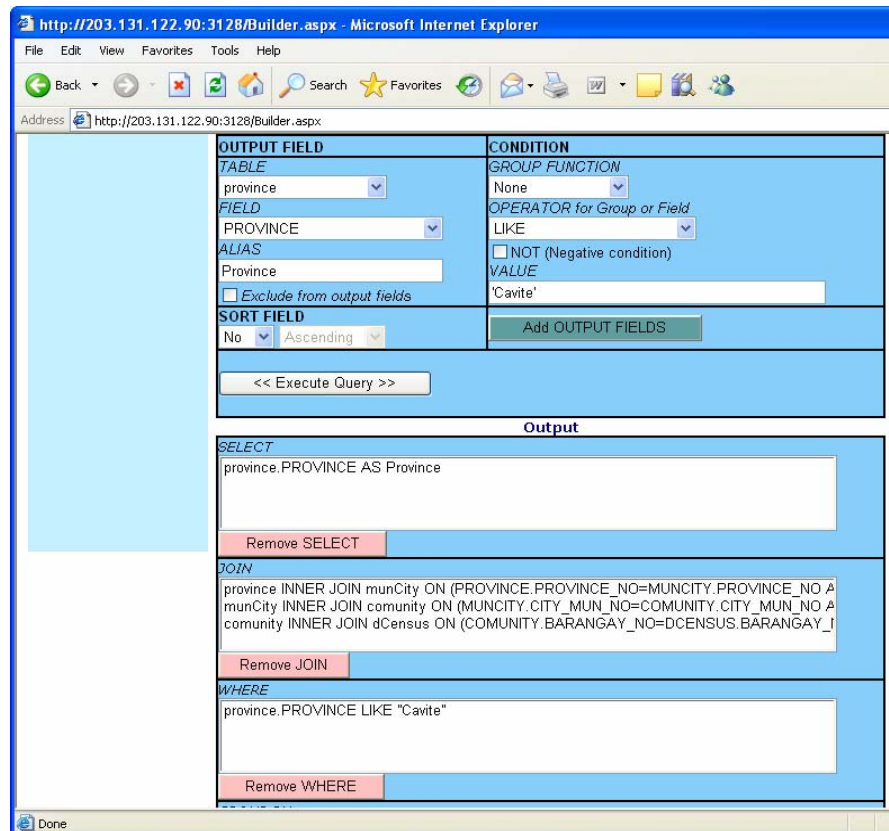 http://203.131.122.90:3128/Builder.aspx - Microsoft Internet Explorer
File Edit View Favorites Tools Help
Back Search Favorites
Address http://203.131.122.90:3128/Builder.aspx
OUTPUT FIELD CONDITION
TABLE GROUP FUNCTION
province None
FIELD OPERATOR for Group or Field
PROVINCE LIKE
ALIAS NOT (Negative condition)
Province VALUE
Exclude from output fields 'Cavite'
SORT FIELD Add OUTPUT FIELDS
No Ascending
<< Execute Query >>
Output
SELECT
province.PROVINCE AS Province
Remove SELECT
JOIN
province INNER JOIN munCity ON (PROVINCE.PROVINCE_NO=MUNCITY.PROVINCE_NO A
munCity INNER JOIN comunity ON (MUNCITY.CITY_MUN_NO=COMUNITY.CITY_MUN_NO A
comunity INNER JOIN dCensus ON (COMUNITY.BARANGAY_NO=DCENSUS.BARANGAY_
Remove JOIN
WHERE
province.PROVINCE LIKE "Cavite"
Remove WHERE
Done